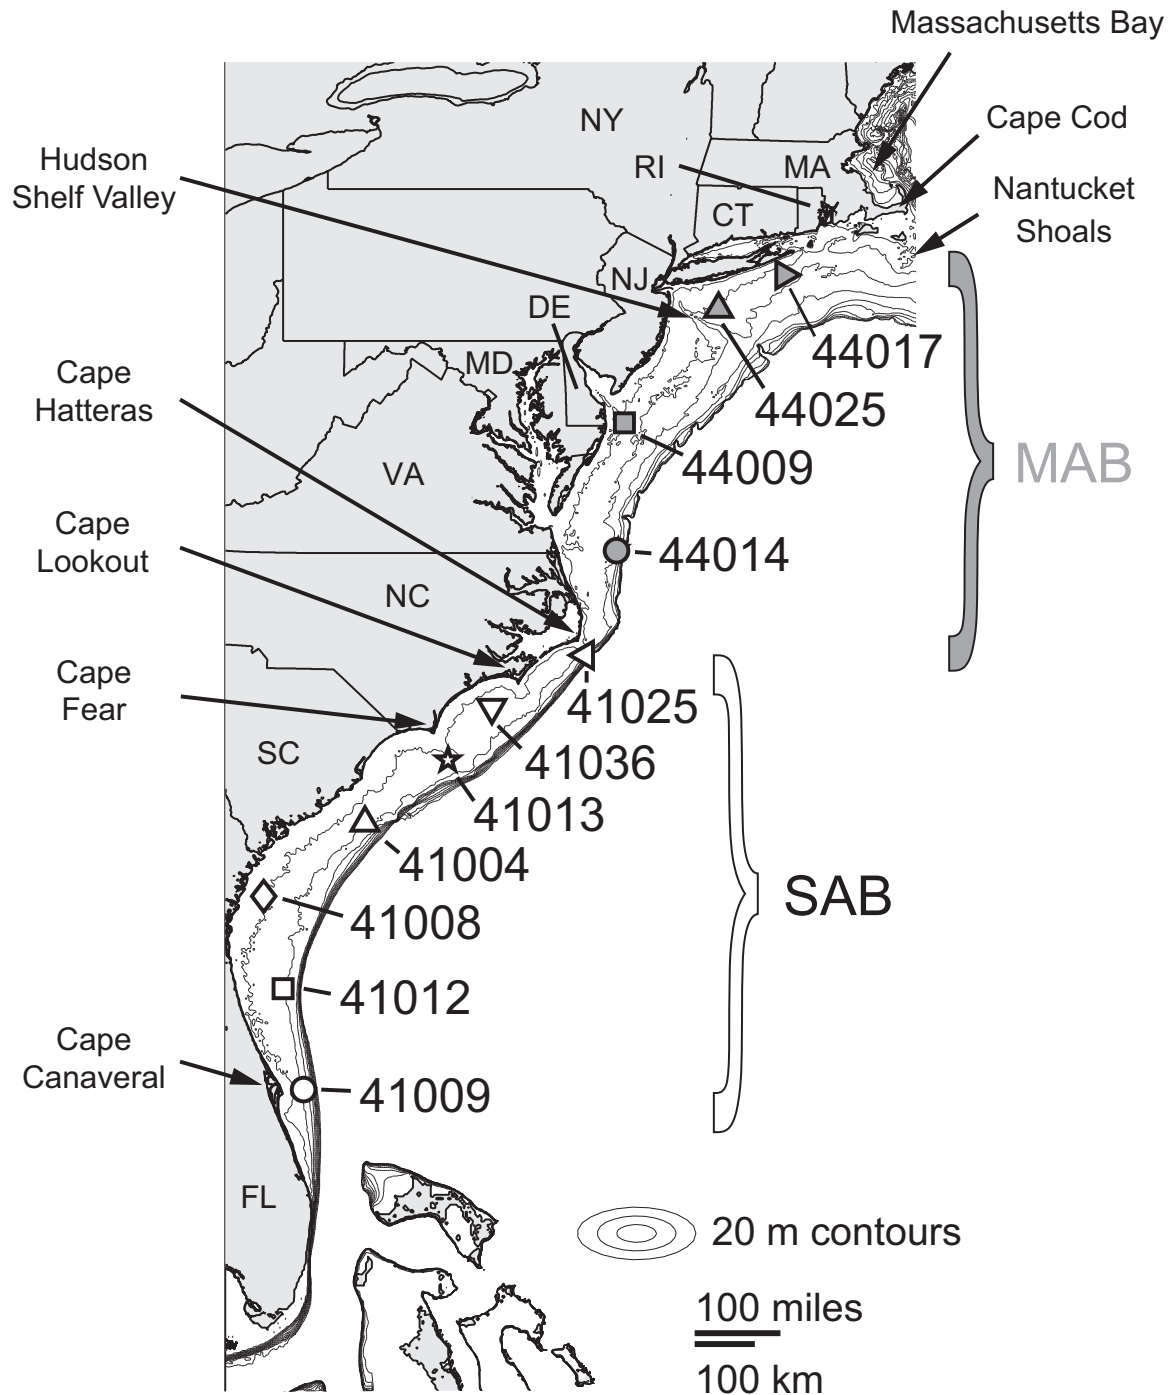 Massachusetts Bay
Cape Cod
NY
Hudson
Shelf Valley
RI
MA
Nantucket
Shoals
CT
NJ
DE
44017
Cape
Hatteras
MD
44025
44009
MAB
VA
Cape
Lookout
44014
NC
Cape
Fear
41025
SC
41036
41013
41004
SAB
41008
41012
Cape
Canaveral
41009
FL
20 m contours
100 miles
100 km